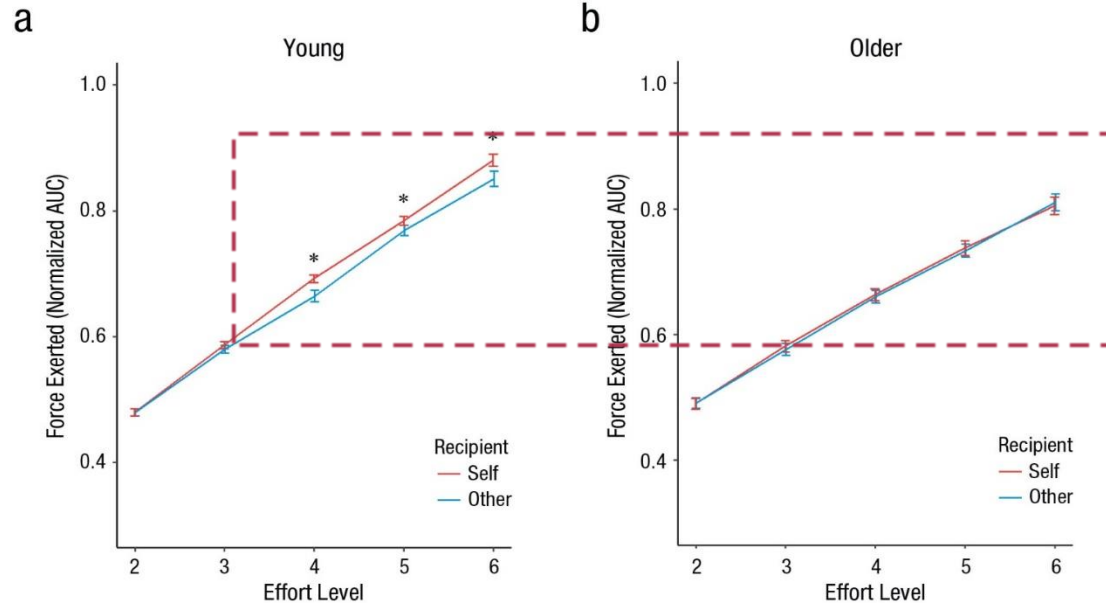 a
Young
Force Exerted (Normalized AUC)
1.0
0.8
0.6
0.4
*
*
*
Recipient
Self
Other
2 3 4 5 6
Effort Level
b
Older
Force Exerted (Normalized AUC)
1.0
0.8
0.6
0.4
Recipient
Self
Other
2 3 4 5 6
Effort Level